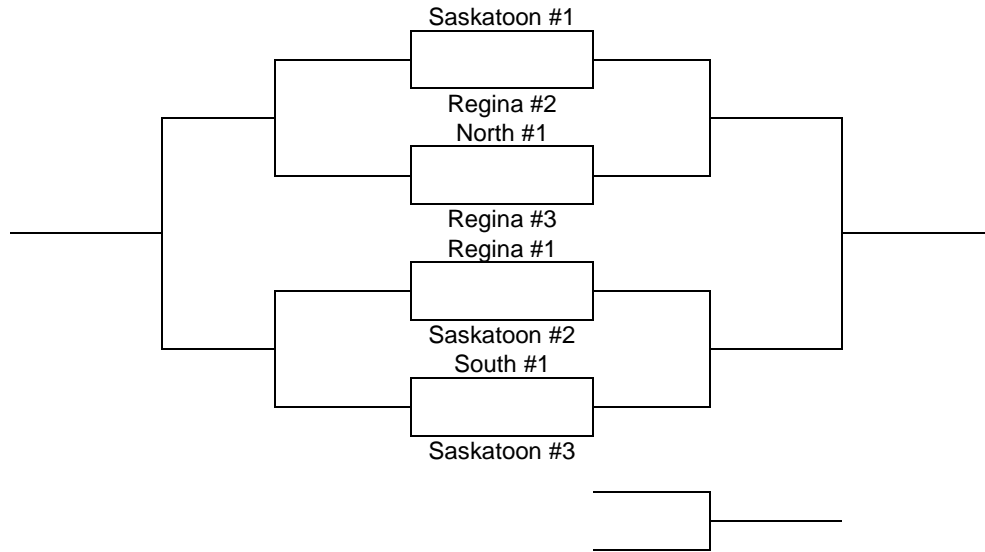 Saskatoon #1
Regina #2
North #1
Regina #3
Regina #1
Saskatoon #2
South #1
Saskatoon #3